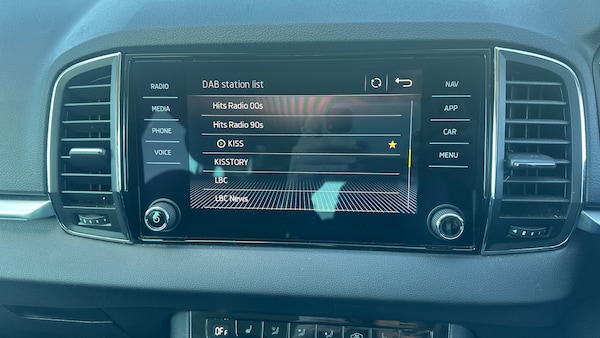 RADIO
MEDIA
PHONE
VOICE
DAB station list
Hits Radio 00s
Hits Radio 90s
KISS
KISSTORY
LBC
LBC News
NAV
APP
CAR
MENU
OFF